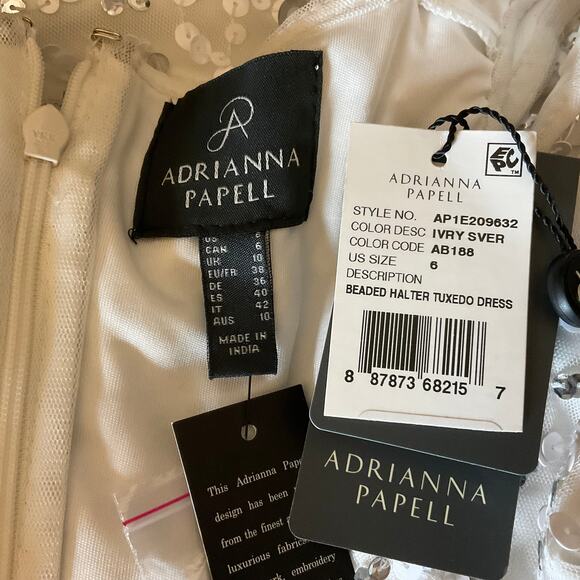 YKK
ADRIANNA
PAPELL
US 6
CAN 6
UK 10
EU/FR 38
DE 36
ES 40
IT 42
AUS 10
MADE IN
INDIA
EPC™
ADRIANNA
PAPELL
STYLE NO. AP1E209632
COLOR DESC IVRY SVER
COLOR CODE AB188
US SIZE 6
DESCRIPTION
BEADED HALTER TUXEDO DRESS
8 87873 68215 7
ADRIANNA
PAPELL
This Adrianna
design has been
from the finest
luxurious
embroidery